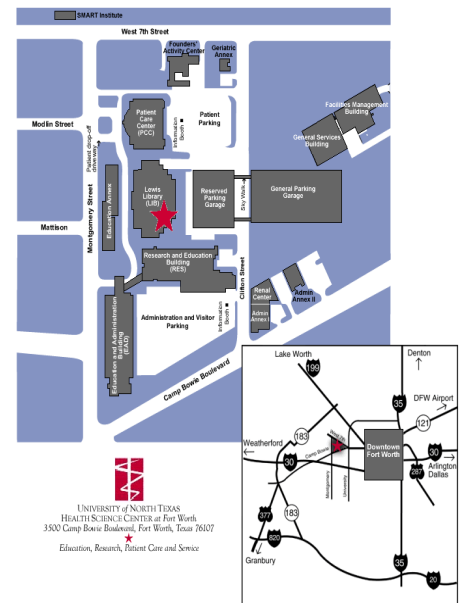 SMART Institute
West 7th Street
Founders'
Activity Center
Geriatric
Annex
Facilities Management
Building
Patient
Care
Center
(PCC)
Information
Booth
Patient
Parking
Modlin Street
General Services
Building
Patient drop-off
driveway
Montgomery Street
Education Annex
Lewis
Library
(LIB)
Reserved
Parking
Garage
Sky Walk
General Parking
Garage
Mattison
Research and Education
Building
(RES)
Clifton Street
Renal
Center
Admin
Annex II
Admin
Annex I
Education and Administration
Building (EAD)
Administration and Visitor
Parking
Information
Booth
Camp Bowie Boulevard
Lake Worth
Denton
199
35
DFW Airport
121
183
West 7th
Weatherford
Camp Bowie
Downtown
Fort Worth
30
30
Arlington
Dallas
287
Montgomery
University
377
183
820
Granbury
35
20
UNIVERSITY of NORTH TEXAS
HEALTH SCIENCE CENTER at Fort Worth
3500 Camp Bowie Boulevard, Fort Worth, Texas 76107
Education, Research, Patient Care and Service